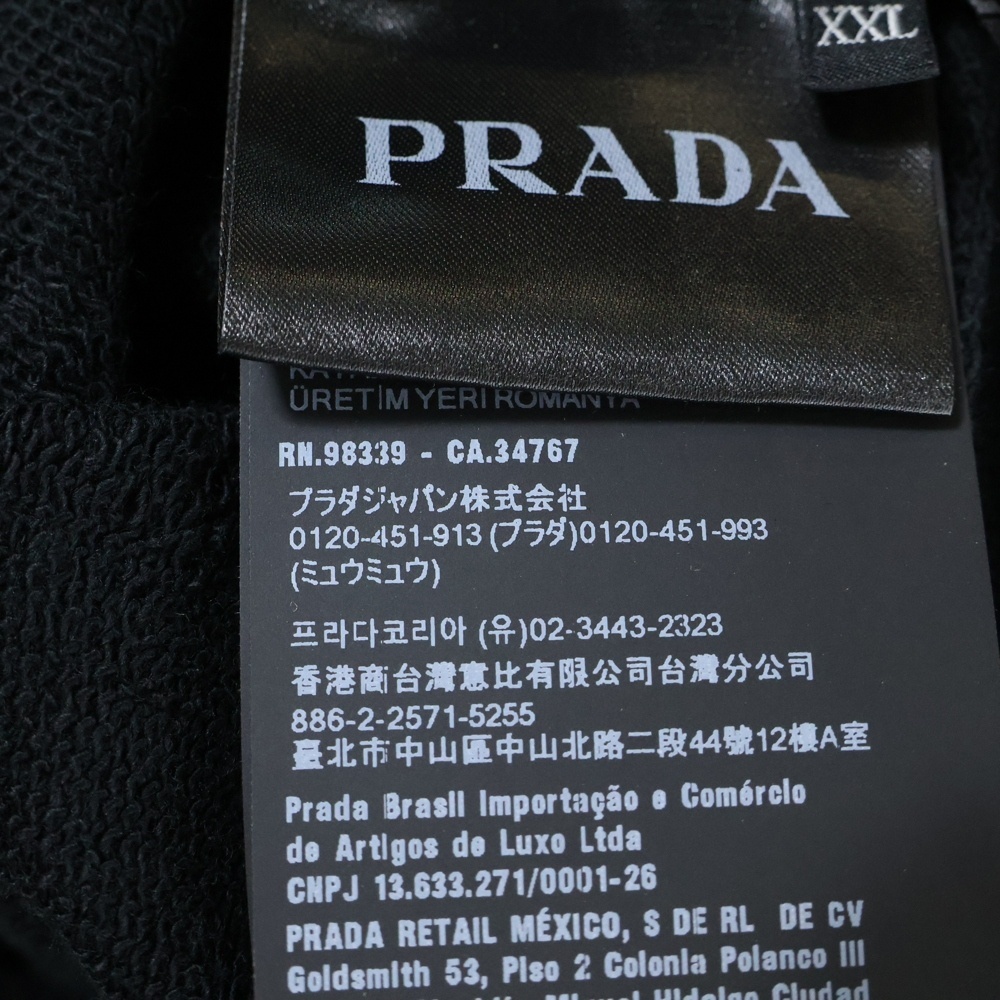 XXL
PRADA
ÜRETİM YERİ ROMANYA
RN.98339 - CA.34767
プラダジャパン株式会社
0120-451-913 (プラダ)0120-451-993
(ミュウミュウ)
프라다코리아 (유)02-3443-2323
香港商台灣意比有限公司台灣分公司
886-2-2571-5255
臺北市中山區中山北路二段44號12樓A室
Prada Brasil Importação e Comércio
de Artigos de Luxo Ltda
CNPJ 13.633.271/0001-26
PRADA RETAIL MÉXICO, S DE RL DE CV
Goldsmith 53, Piso 2 Colonia Polanco III
Miguel Hidalgo Ciudad